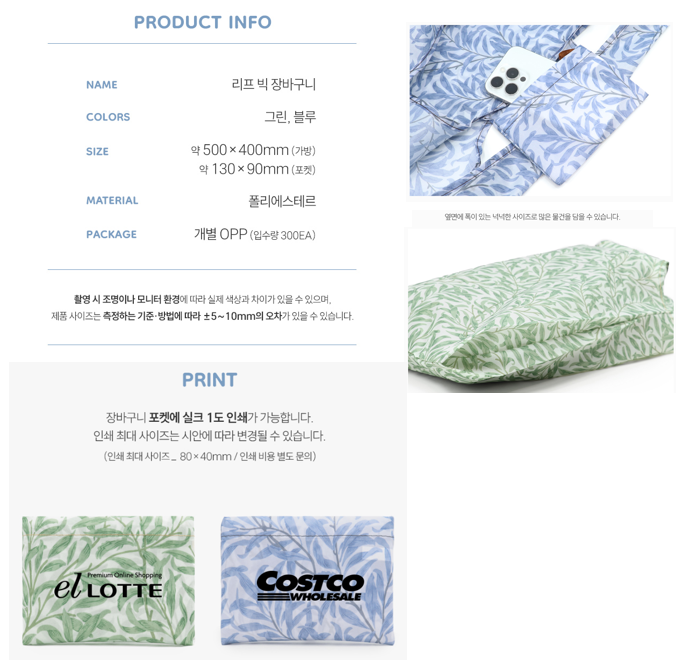 PRODUCT INFO
NAME 리프 빅 장바구니
COLORS 그린, 블루
SIZE 약 500×400mm (가방)
약 130×90mm (포켓)
MATERIAL 폴리에스테르
PACKAGE 개별 OPP (입수량 300EA)
촬영 시 조명이나 모니터 환경에 따라 실제 색상과 차이가 있을 수 있으며,
제품 사이즈는 측정하는 기준·방법에 따라 ±5~10mm의 오차가 있을 수 있습니다.
PRINT
장바구니 포켓에 실크 1도 인쇄가 가능합니다.
인쇄 최대 사이즈는 시안에 따라 변경될 수 있습니다.
(인쇄 최대 사이즈_ 80×40mm / 인쇄 비용 별도 문의)
Premium Online Shopping
el LOTTE
COSTCO
WHOLESALE
옆면에 폭이 있는 넉넉한 사이즈로 많은 물건을 담을 수 있습니다.